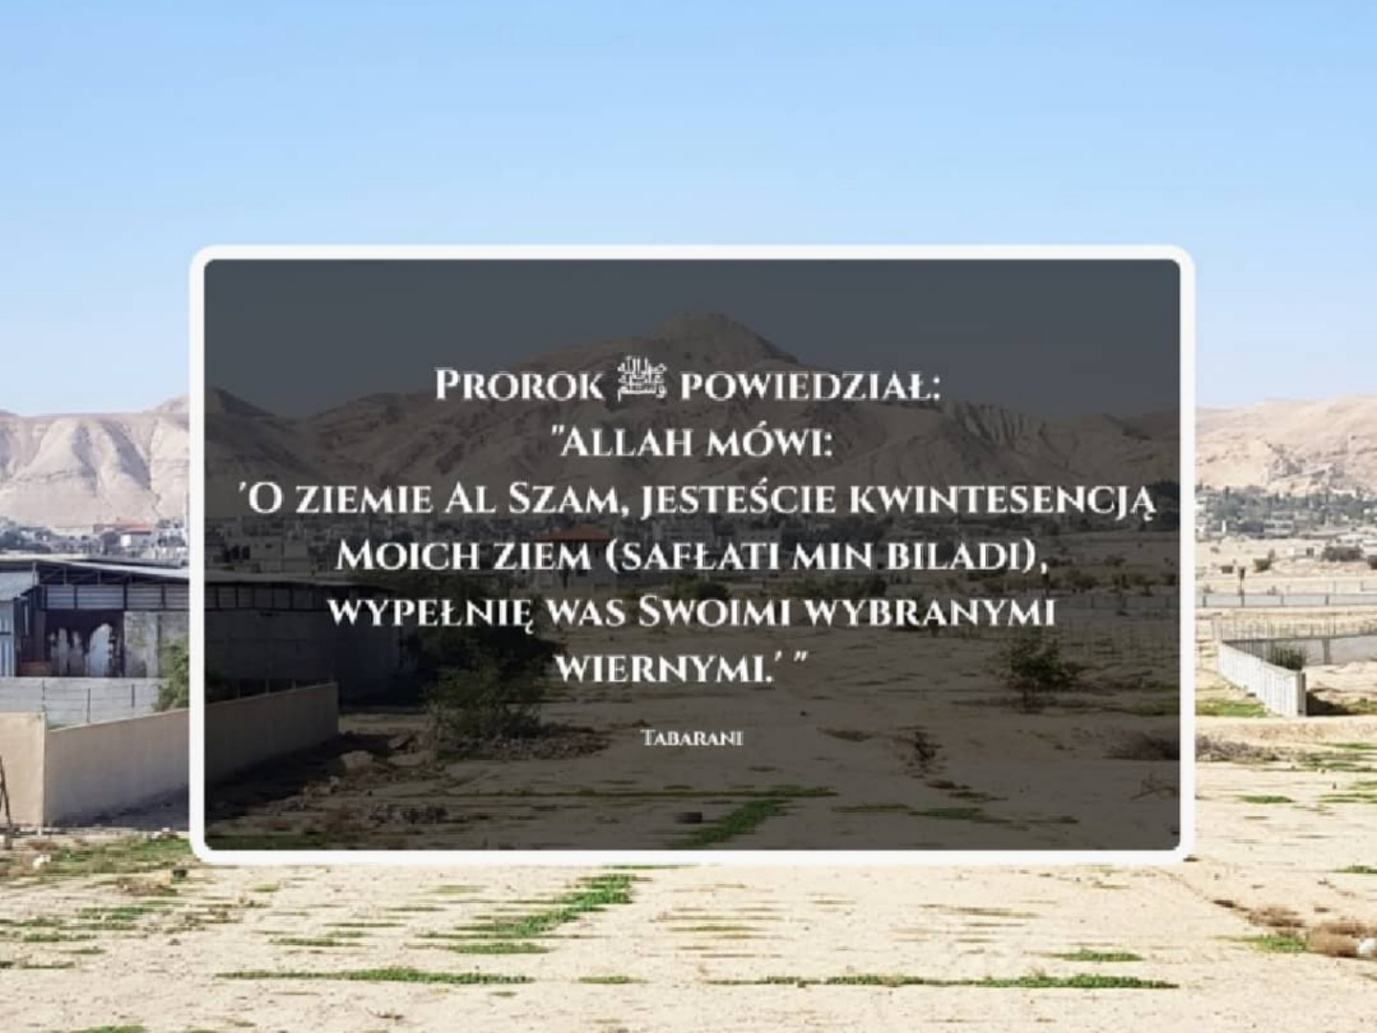 Prorok ﷺ powiedział:
"Allah mówi:
'O ziemie Al Szam, jesteście kwintesencją
Moich ziem (safłati min biladi),
wypełnię was Swoimi wybranymi
wiernymi.' "
Tabarani